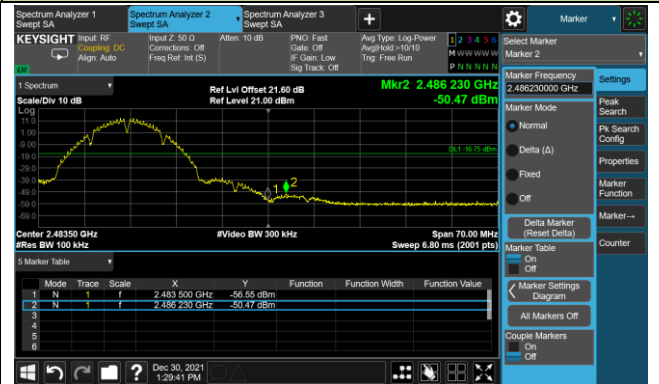 Spectrum Analyzer 1
Swept SA
Spectrum Analyzer 2
Swept SA
Spectrum Analyzer 3
Swept SA
Marker
KEYSIGHT
Input: RF
Coupling: DC
Align: Auto
Input Z: 50 Ω
Corrections: Off
Freq Ref: Int (S)
Atten: 10 dB
PNO: Fast
Gate: Off
IF Gain: Low
Sig Track: Off
Avg Type: Log-Power
Avg|Hold:>10/10
Trig: Free Run
1 2 3 4 5 6
M W W W W W
P N N N N N
Select Marker
Marker 2
1 Spectrum
Scale/Div 10 dB
Ref Lvl Offset 21.60 dB
Ref Level 21.00 dBm
Mkr2 2.486 230 GHz
-50.47 dBm
Log
11.0
1.00
-9.00
-19.0
-29.0
-39.0
-49.0
-59.0
-69.0
DL1 -16.75 dBm
1
2
Center 2.48350 GHz
#Res BW 100 kHz
#Video BW 300 kHz
Span 70.00 MHz
Sweep 6.80 ms (2001 pts)
5 Marker Table
Mode Trace Scale X Y Function Function Width Function Value
1 N 1 f 2.483 500 GHz -56.55 dBm
2 N 1 f 2.486 230 GHz -50.47 dBm
3
4
5
6
Marker Frequency
2.486230000 GHz
Marker Mode
Normal
Delta (Δ)
Fixed
Off
Delta Marker
(Reset Delta)
Marker Table
On
Off
Marker Settings
Diagram
All Markers Off
Couple Markers
On
Off
Settings
Peak
Search
Pk Search
Config
Properties
Marker
Function
Marker→
Counter
?
Dec 30, 2021
1:29:41 PM